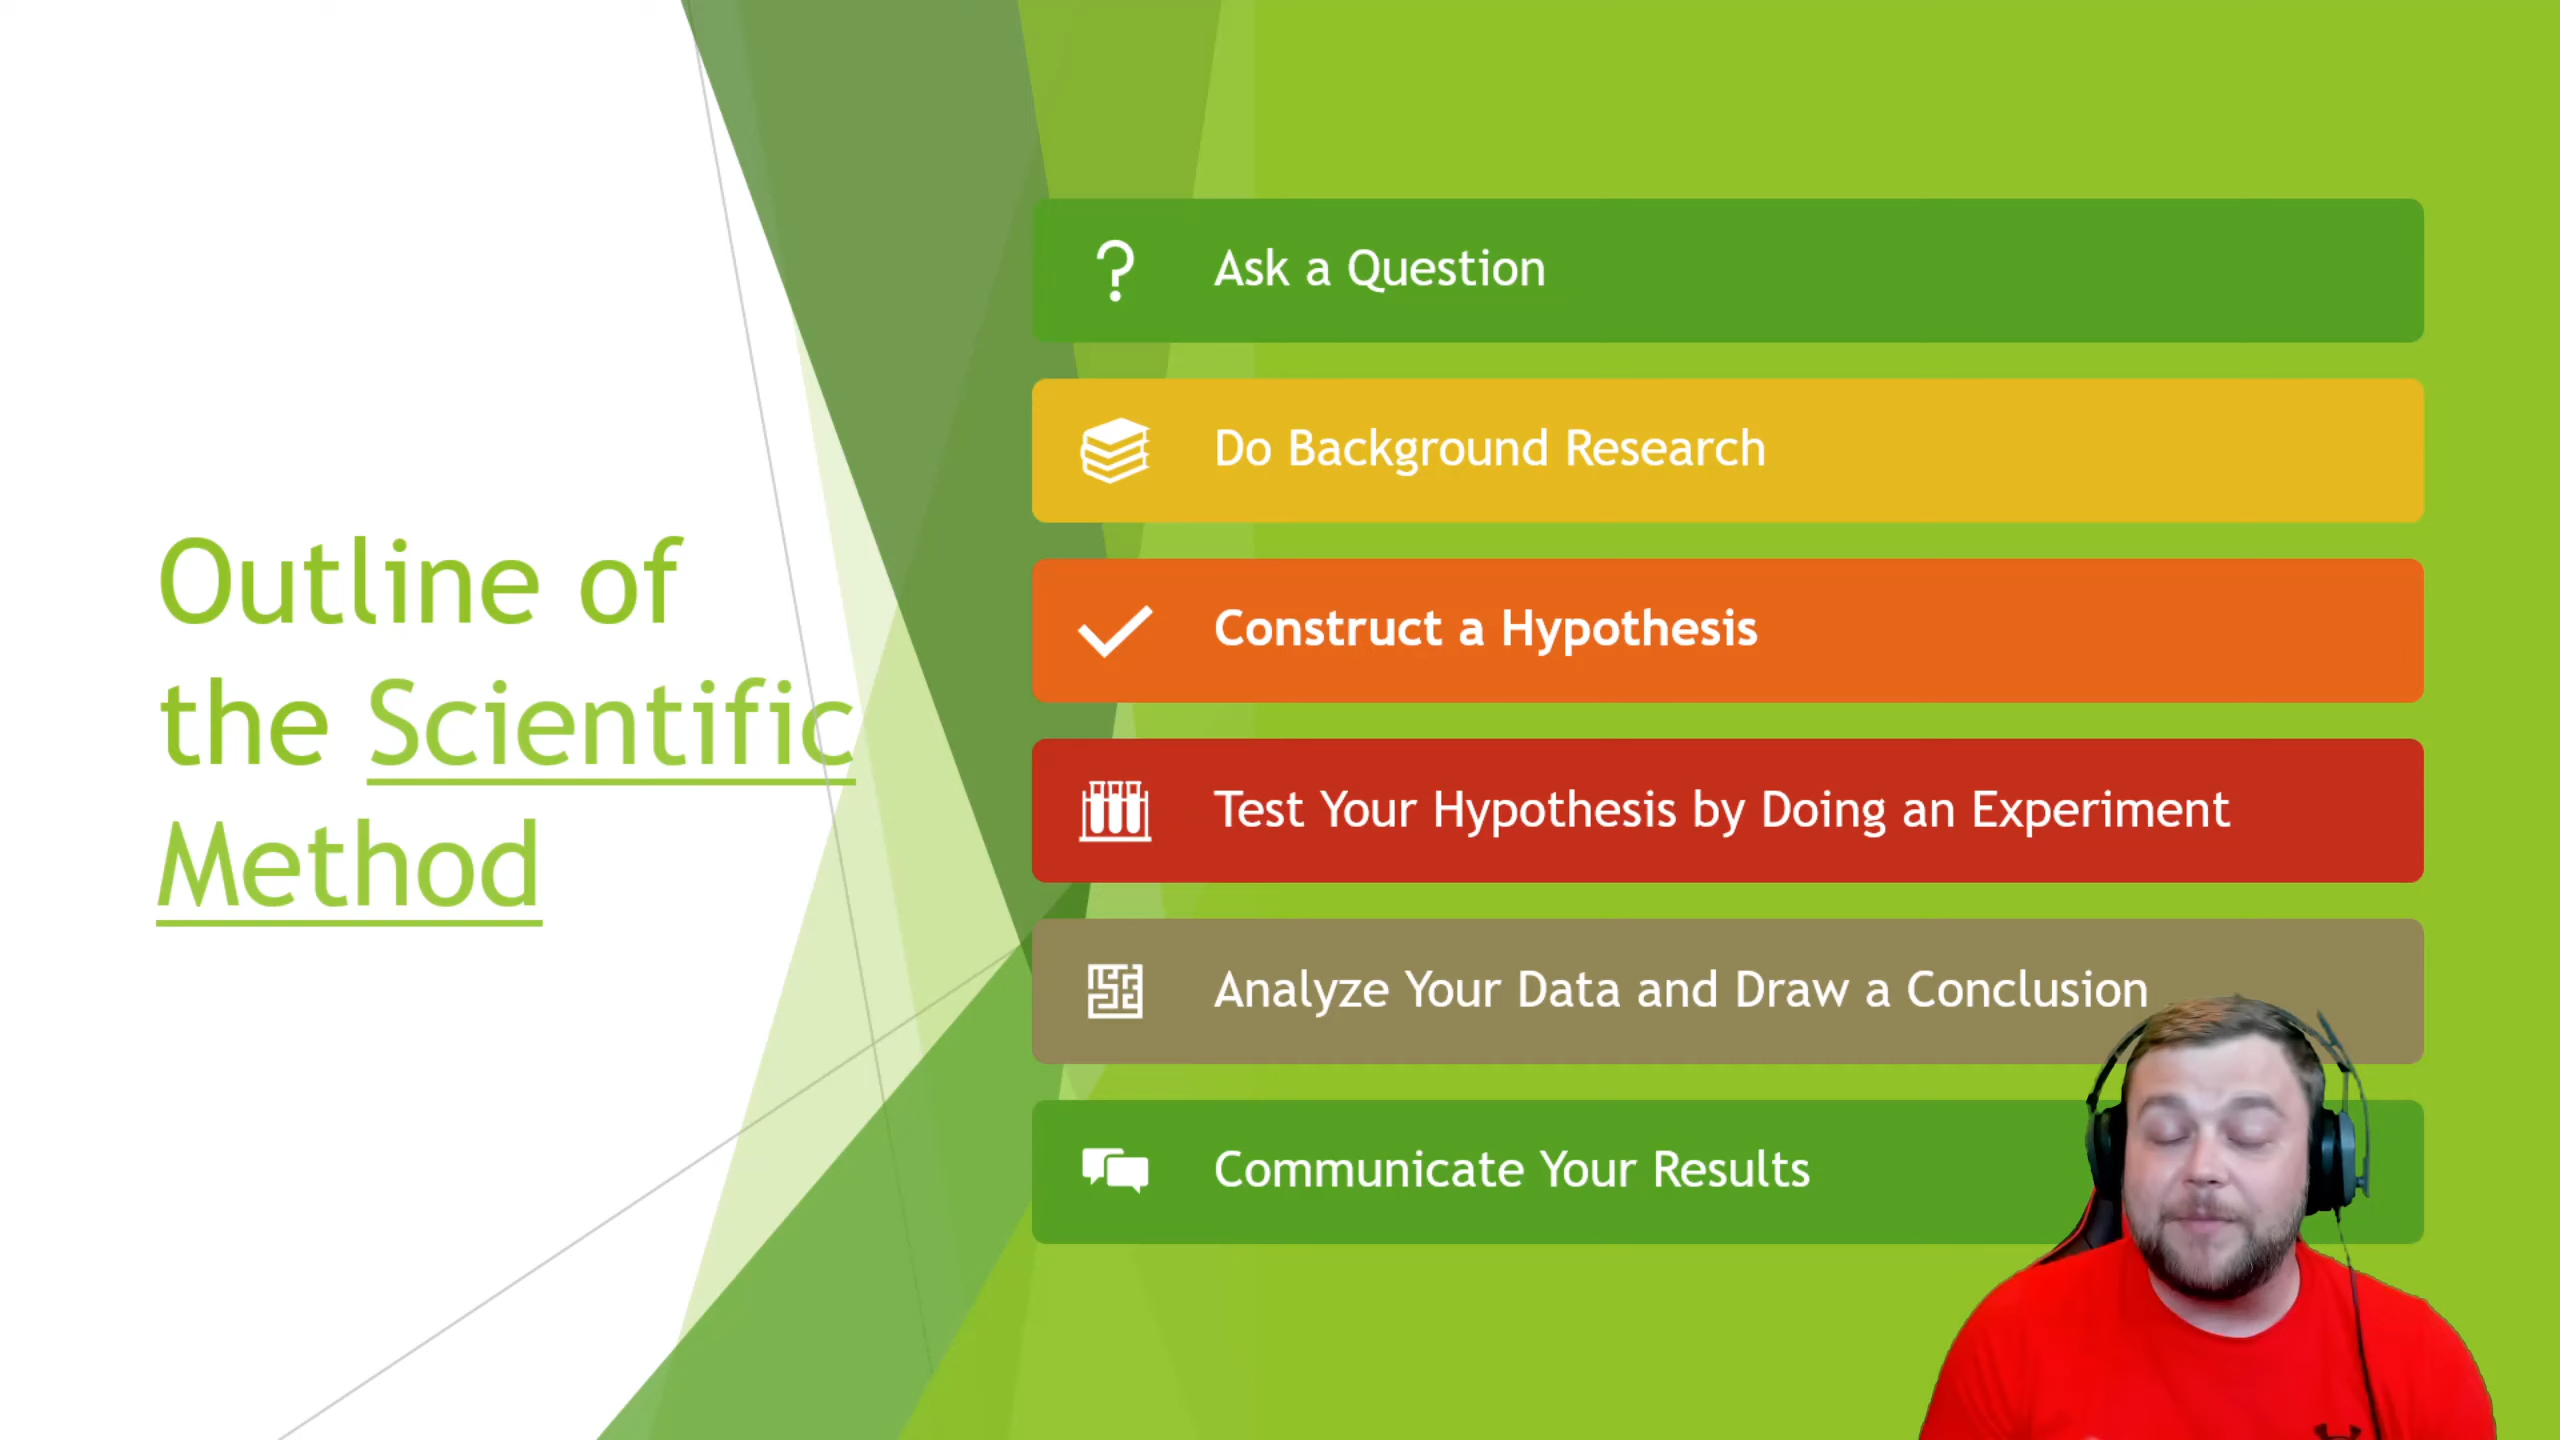 Outline of
the Scientific
Method
? Ask a Question
Do Background Research
Construct a Hypothesis
Test Your Hypothesis by Doing an Experiment
Analyze Your Data and Draw a Conclusion
Communicate Your Results